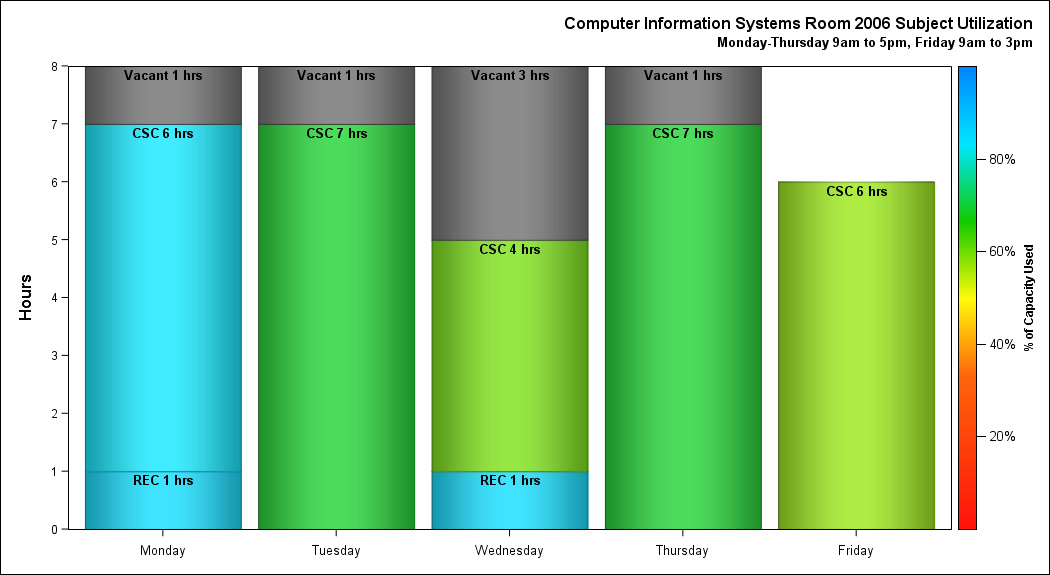 Computer Information Systems Room 2006 Subject Utilization
Monday-Thursday 9am to 5pm, Friday 9am to 3pm
Hours
8
7
6
5
4
3
2
1
0
Vacant 1 hrs
CSC 6 hrs
REC 1 hrs
Vacant 1 hrs
CSC 7 hrs
Vacant 3 hrs
CSC 4 hrs
REC 1 hrs
Vacant 1 hrs
CSC 7 hrs
CSC 6 hrs
Monday
Tuesday
Wednesday
Thursday
Friday
80%
60%
40%
20%
% of Capacity Used